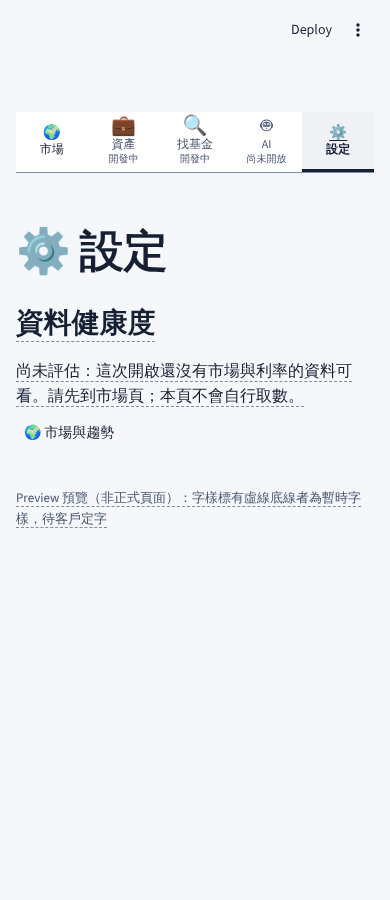 Deploy
市場
資產
開發中
找基金
開發中
AI
尚未開放
設定
設定
資料健康度
尚未評估：這次開啟還沒有市場與利率的資料可
看。請先到市場頁；本頁不會自行取數。
市場與趨勢
Preview 預覽（非正式頁面）：字樣標有虛線底線者為暫時字
樣，待客戶定字